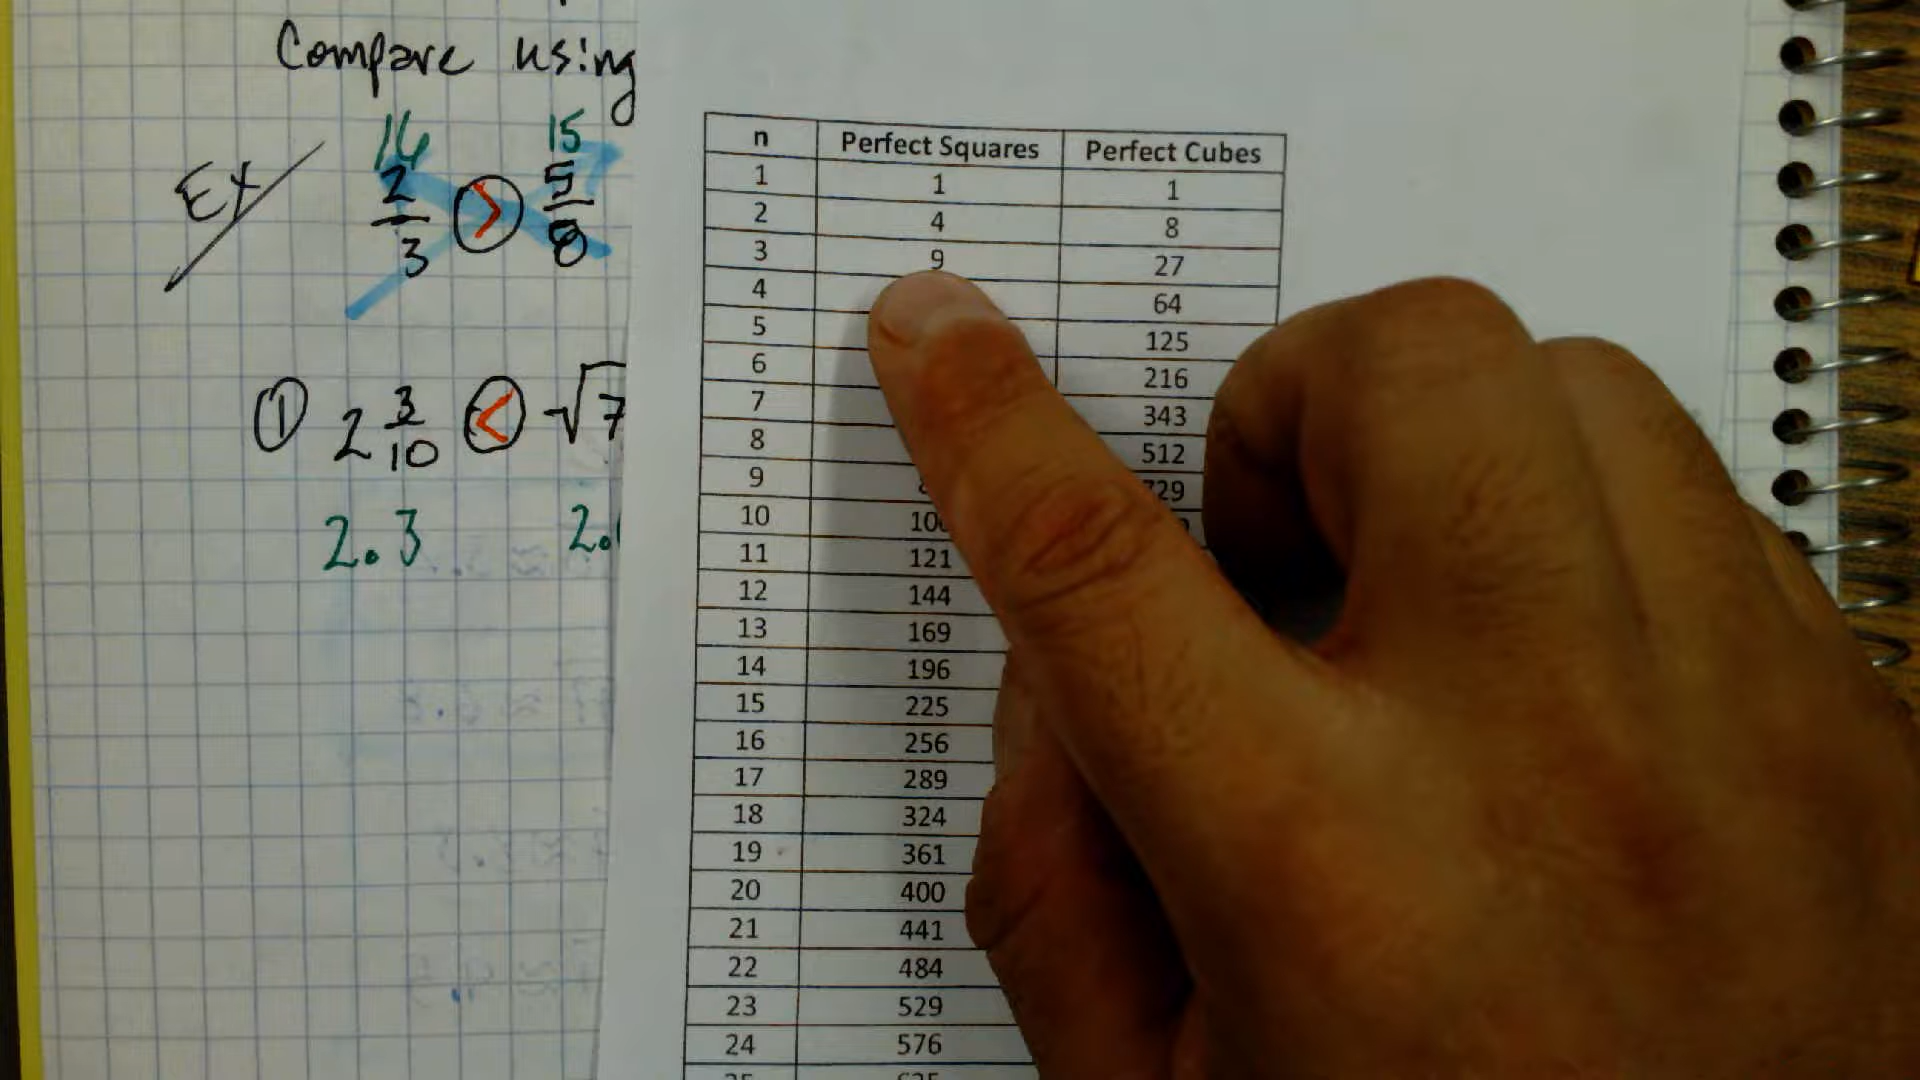 Compare using
Ex
16 15
2/3 > 5/8
① 2 3/10 < √7
2.3 2.
n Perfect Squares Perfect Cubes
1 1 1
2 4 8
3 9 27
4 64
5 125
6 216
7 343
8 512
9 729
10 100
11 121
12 144
13 169
14 196
15 225
16 256
17 289
18 324
19 361
20 400
21 441
22 484
23 529
24 576